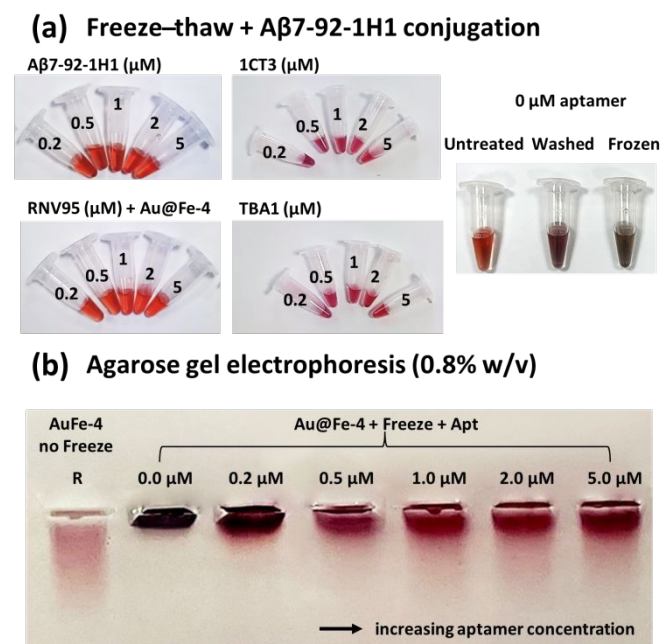 (a) Freeze–thaw + Aβ7-92-1H1 conjugation
Aβ7-92-1H1 (μM)
0.2
0.5
1
2
5
1CT3 (μM)
0.2
0.5
1
2
5
0 μM aptamer
Untreated Washed Frozen
RNV95 (μM) + Au@Fe-4
0.2
0.5
1
2
5
TBA1 (μM)
0.2
0.5
1
2
5
(b) Agarose gel electrophoresis (0.8% w/v)
AuFe-4
no Freeze
Au@Fe-4 + Freeze + Apt
R 0.0 μM 0.2 μM 0.5 μM 1.0 μM 2.0 μM 5.0 μM
increasing aptamer concentration